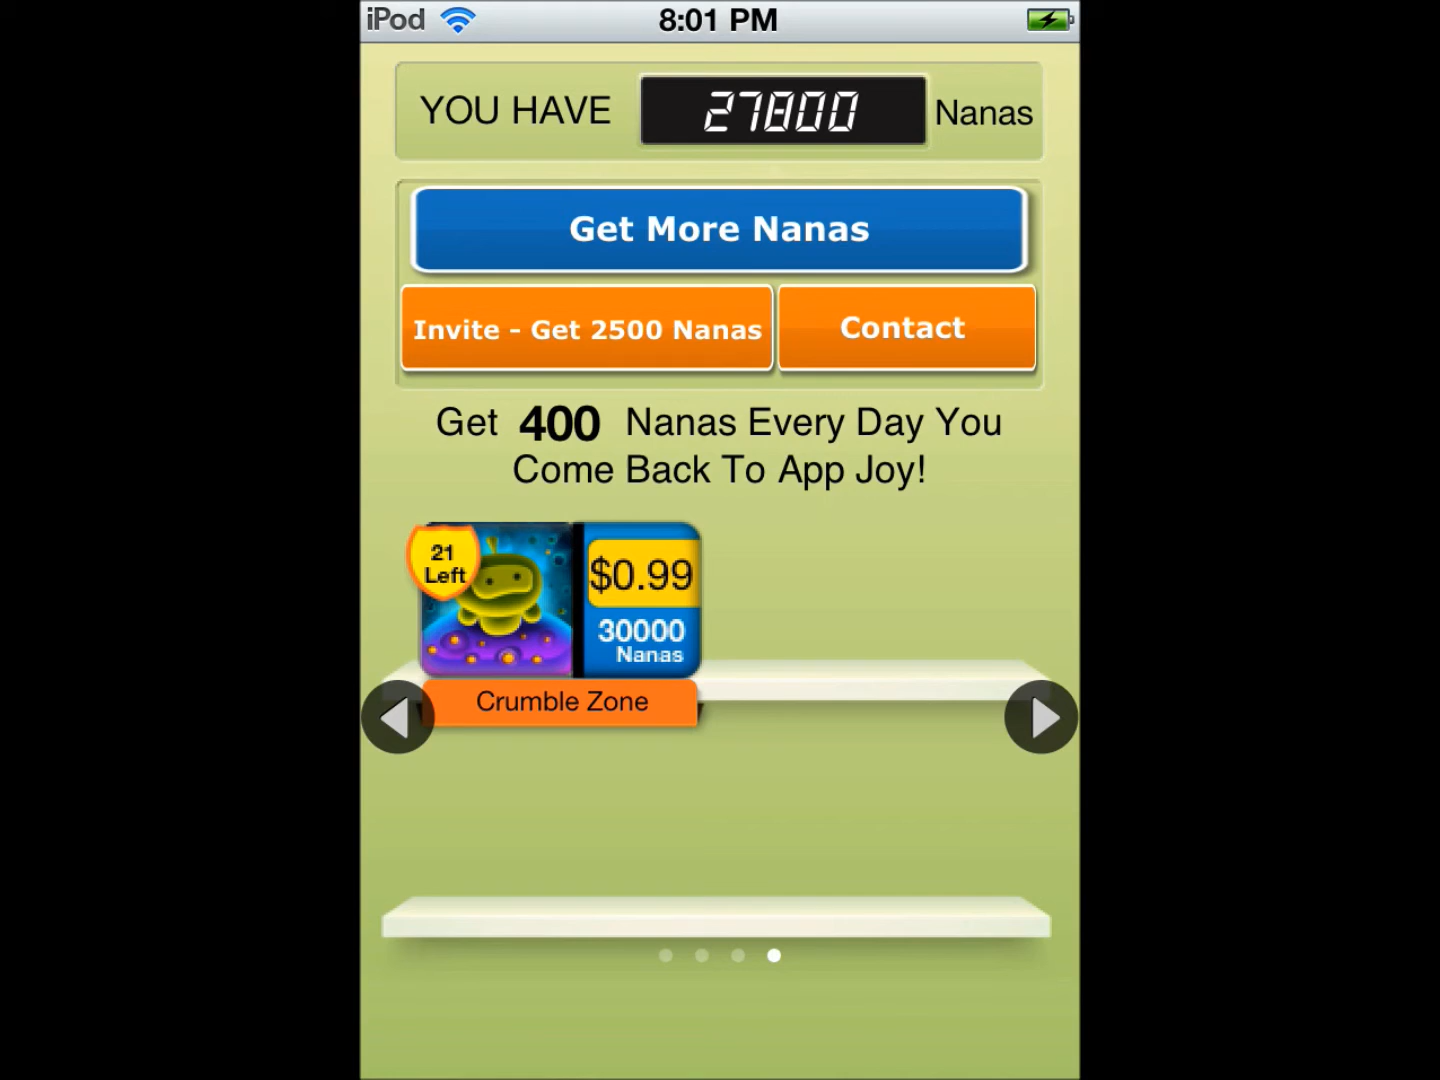 iPod 8:01 PM
YOU HAVE 27800 Nanas
Get More Nanas
Invite - Get 2500 Nanas Contact
Get 400 Nanas Every Day You
Come Back To App Joy!
21
Left
$0.99
30000
Nanas
Crumble Zone